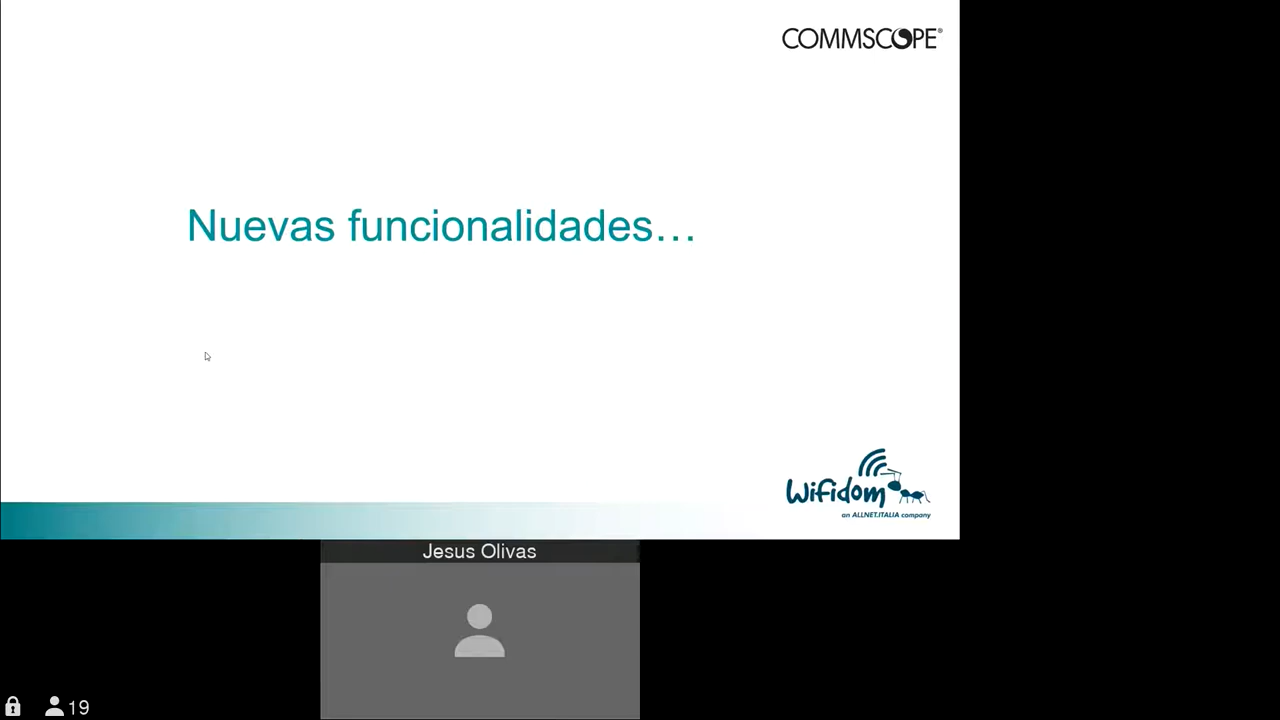 COMMSCOPE®
Nuevas funcionalidades…
Wifidom
an ALLNET.ITALIA company
Jesus Olivas
19